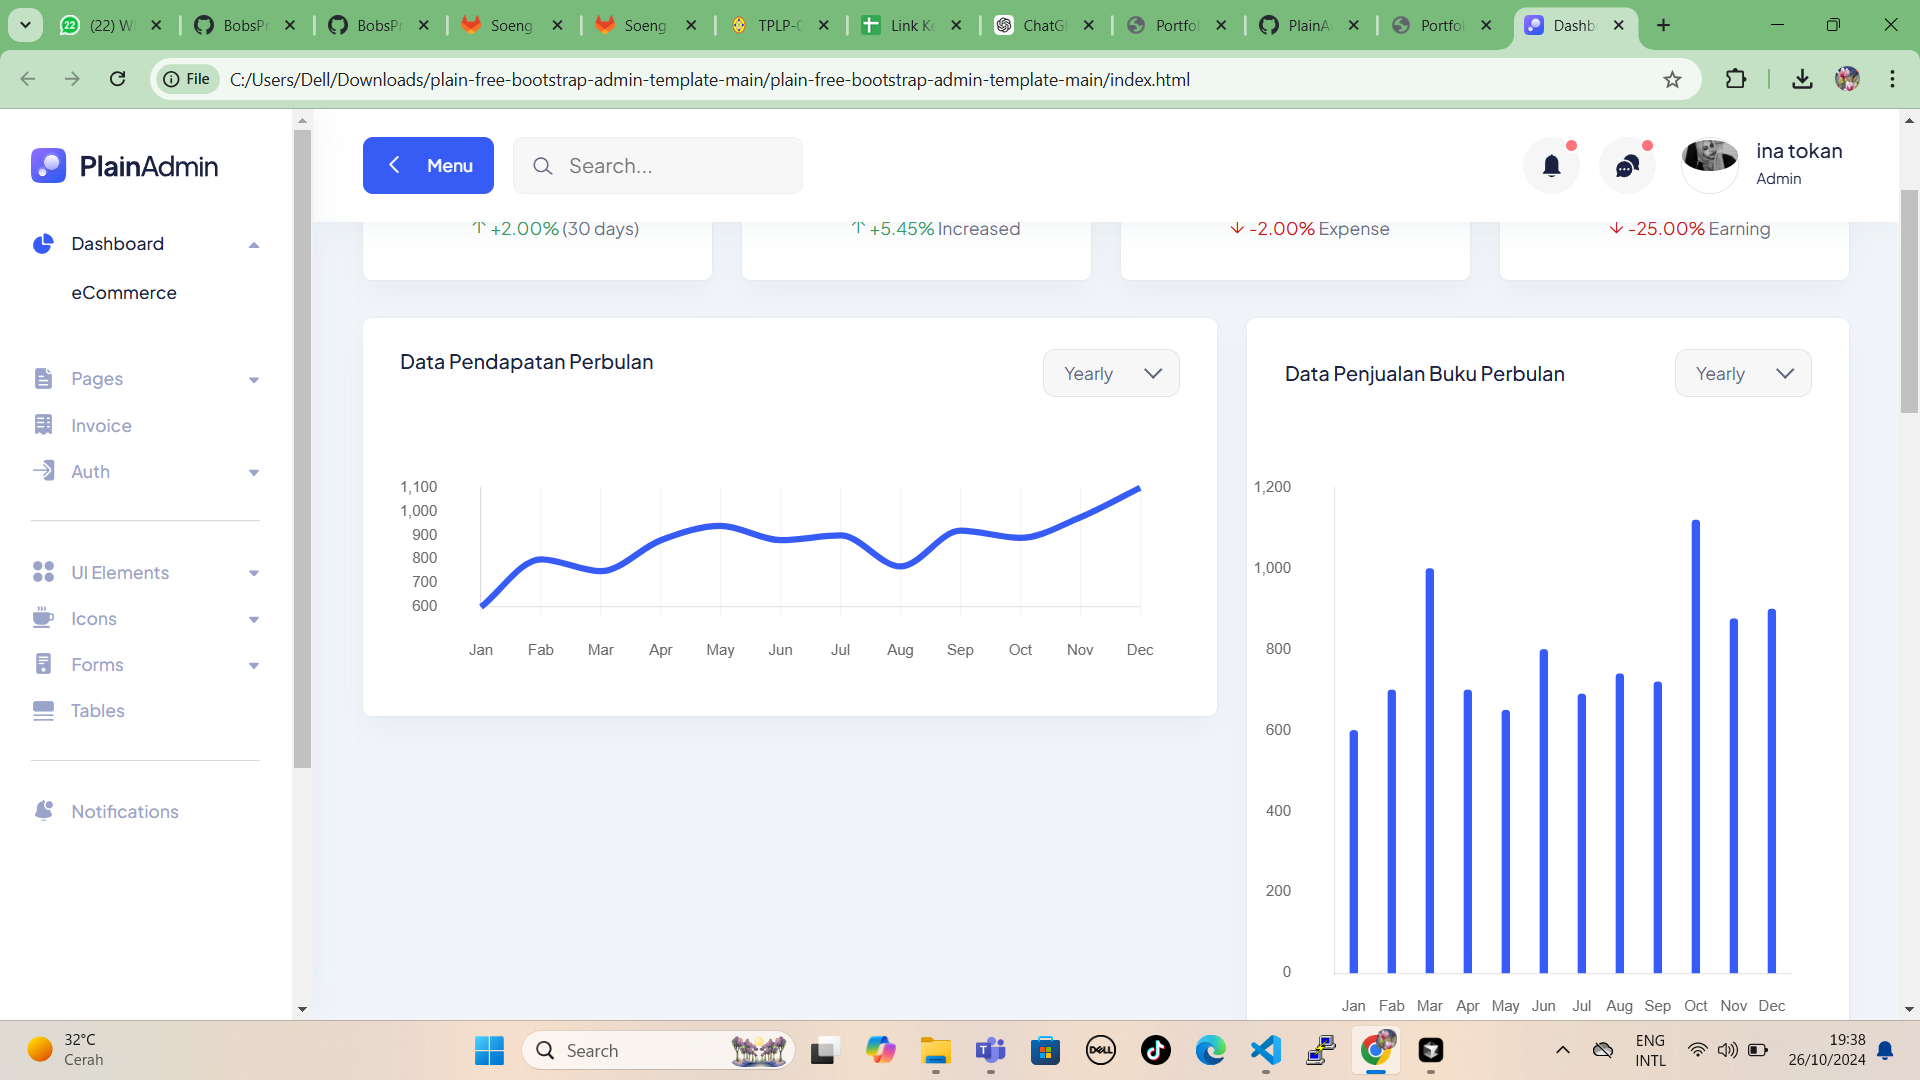 (22) W
BobsPr
BobsPr
Soeng
Soeng
TPLP-
Link Ke
ChatG
Portfol
PlainA
Portfol
Dashb
File
C:/Users/Dell/Downloads/plain-free-bootstrap-admin-template-main/plain-free-bootstrap-admin-template-main/index.html
PlainAdmin
Menu
Search...
ina tokan
Admin
Dashboard
eCommerce
Pages
Invoice
Auth
UI Elements
Icons
Forms
Tables
Notifications
+2.00% (30 days)
+5.45% Increased
-2.00% Expense
-25.00% Earning
Data Pendapatan Perbulan
Yearly
1,100
1,000
900
800
700
600
Jan Fab Mar Apr May Jun Jul Aug Sep Oct Nov Dec
Data Penjualan Buku Perbulan
Yearly
1,200
1,000
800
600
400
200
0
Jan Fab Mar Apr May Jun Jul Aug Sep Oct Nov Dec
32°C
Cerah
Search
DELL
ENG
INTL
19:38
26/10/2024